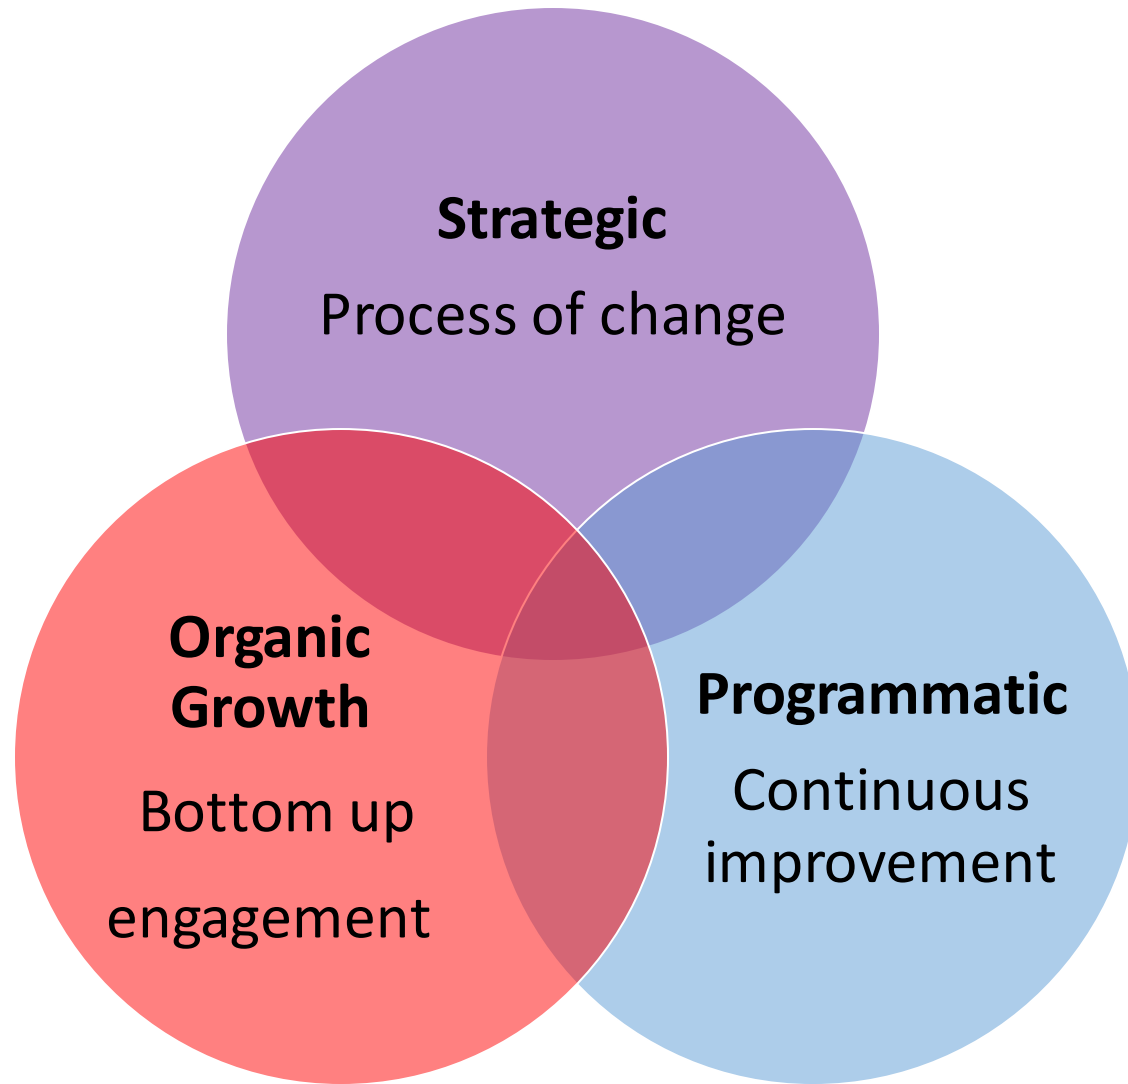 Strategic
Process of change
Organic
Growth
Bottom up
engagement
Programmatic
Continuous
improvement